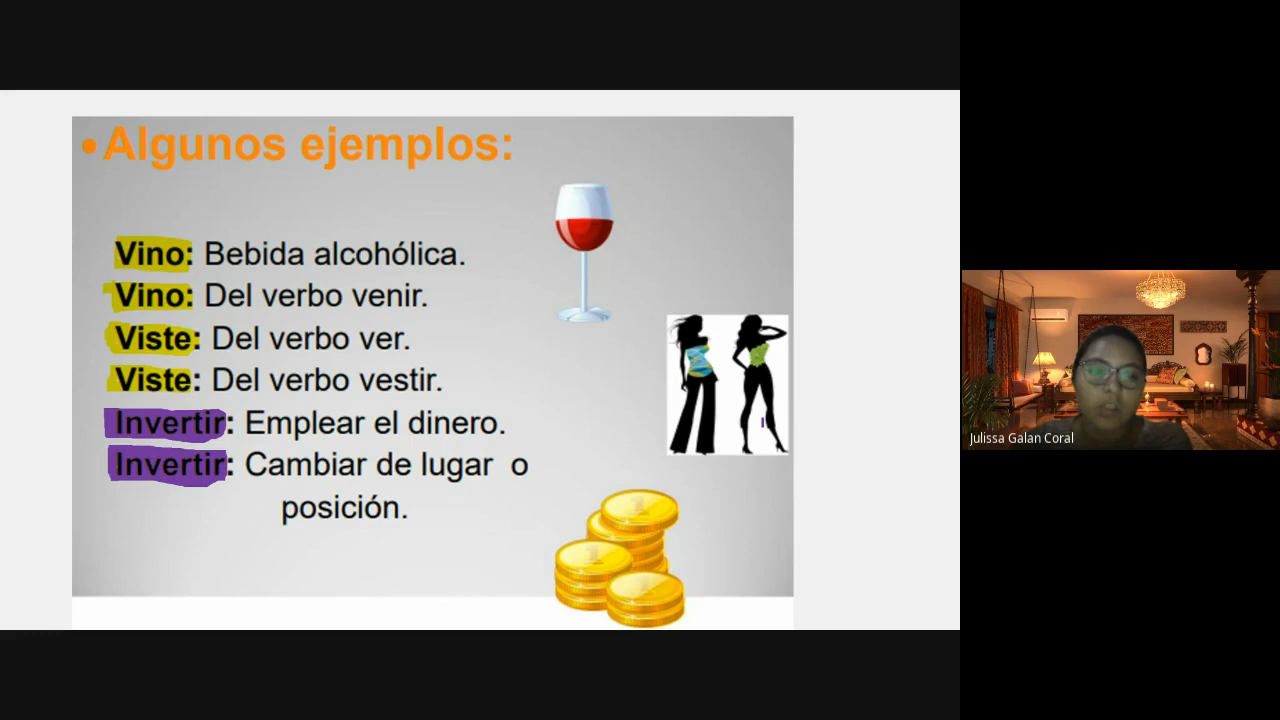 • Algunos ejemplos:
Vino: Bebida alcohólica.
Vino: Del verbo venir.
Viste: Del verbo ver.
Viste: Del verbo vestir.
Invertir: Emplear el dinero.
Invertir: Cambiar de lugar o
posición.
Julissa Galan Coral